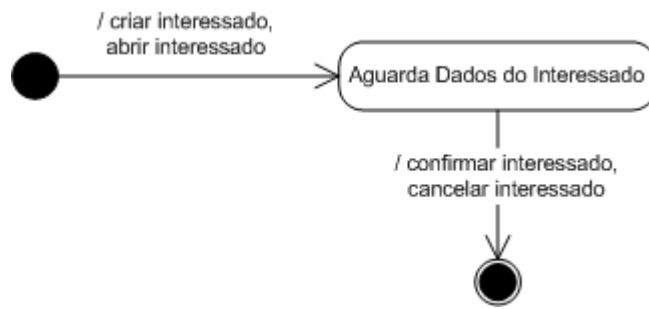 / criar interessado,
abrir interessado
Aguarda Dados do Interessado
/ confirmar interessado,
cancelar interessado